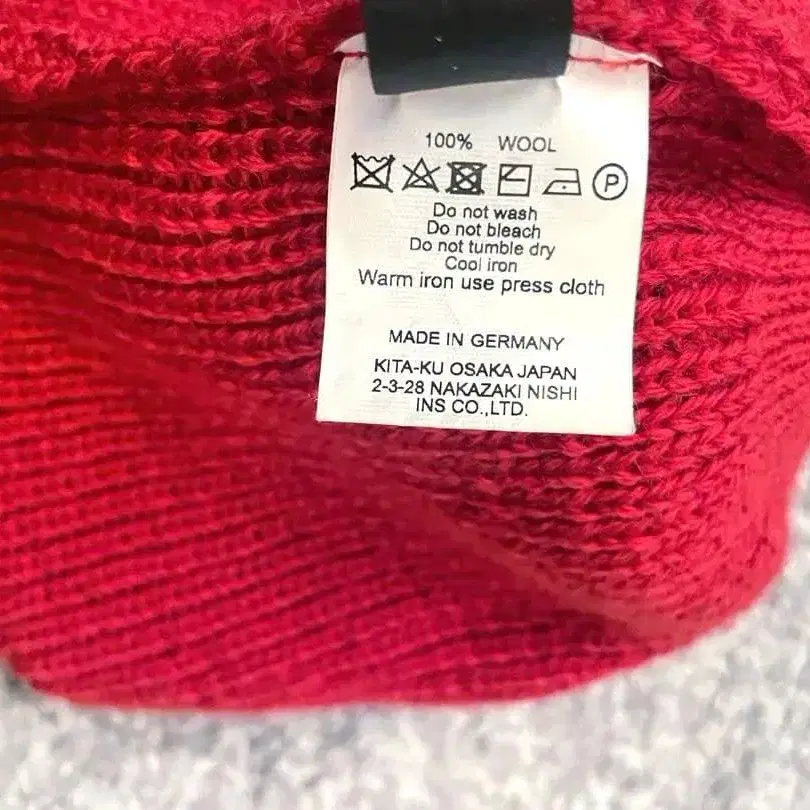 100% WOOL
P
Do not wash
Do not bleach
Do not tumble dry
Cool iron
Warm iron use press cloth
MADE IN GERMANY
KITA-KU OSAKA JAPAN
2-3-28 NAKAZAKI NISHI
INS CO.,LTD.